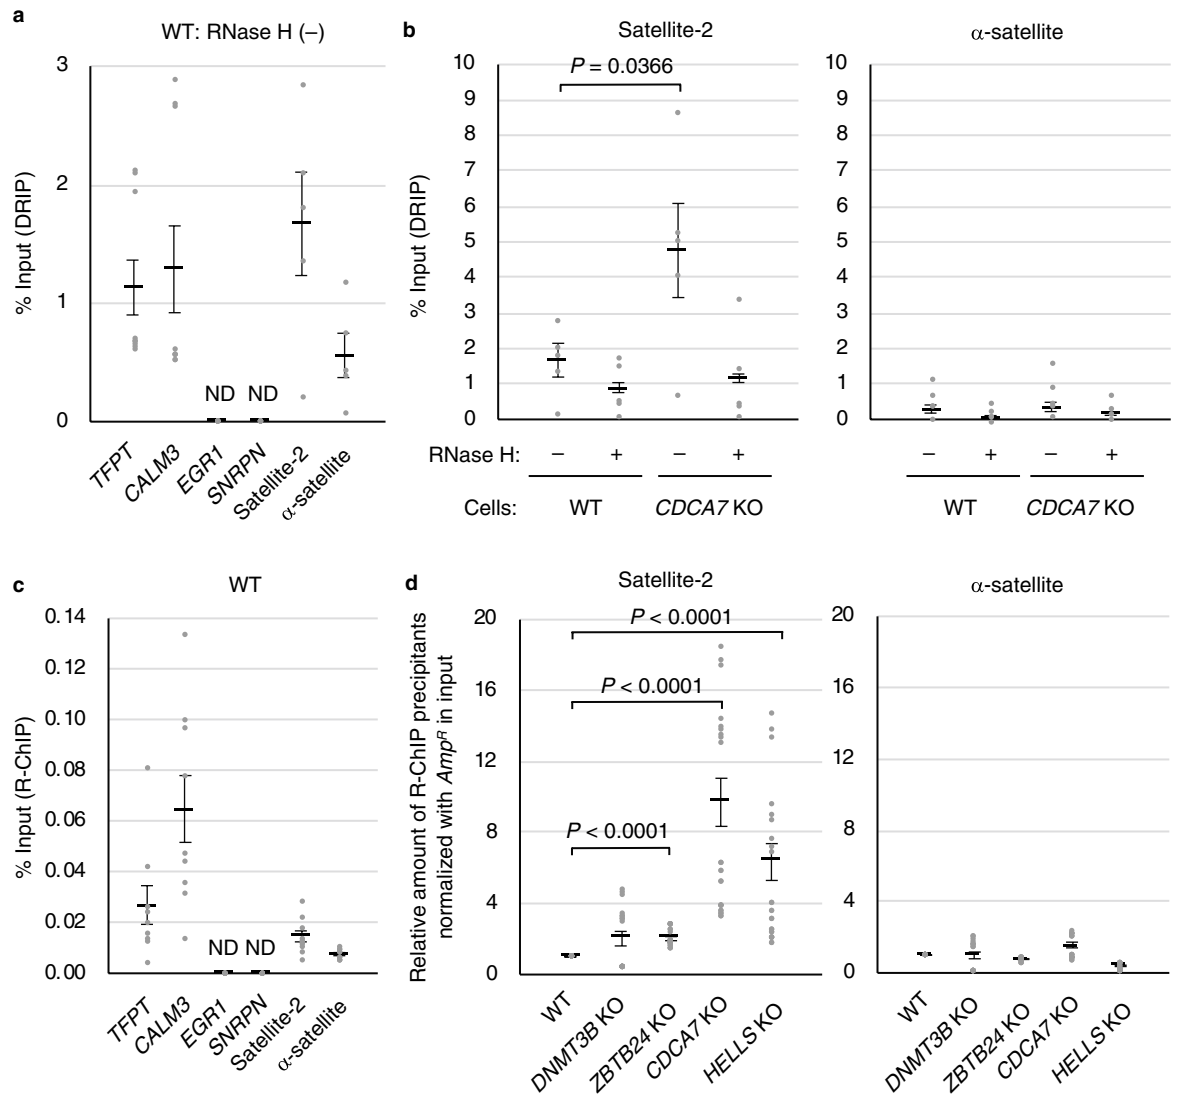 a
WT: RNase H (–)
% Input (DRIP)
3
2
1
0
ND ND
TFPT
CALM3
EGR1
SNRPN
Satellite-2
α-satellite
b
Satellite-2
P = 0.0366
% Input (DRIP)
10
9
8
7
6
5
4
3
2
1
0
α-satellite
10
9
8
7
6
5
4
3
2
1
0
RNase H: – + – + – + – +
Cells: WT CDCA7 KO WT CDCA7 KO
c
WT
% Input (R-ChIP)
0.14
0.12
0.10
0.08
0.06
0.04
0.02
0.00
ND ND
TFPT
CALM3
EGR1
SNRPN
Satellite-2
α-satellite
d
Satellite-2
Relative amount of R-ChIP precipitants
normalized with AmpR in input
20
16
12
8
4
0
P < 0.0001
P < 0.0001
P < 0.0001
WT
DNMT3B KO
ZBTB24 KO
CDCA7 KO
HELLS KO
α-satellite
20
16
12
8
4
0
WT
DNMT3B KO
ZBTB24 KO
CDCA7 KO
HELLS KO